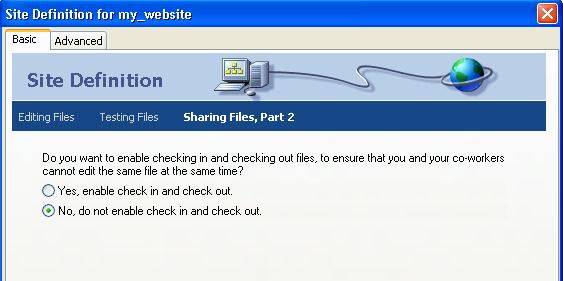 Site Definition for my_website
Basic
Advanced
Site Definition
Editing Files Testing Files Sharing Files, Part 2
Do you want to enable checking in and checking out files, to ensure that you and your co-workers
cannot edit the same file at the same time?
Yes, enable check in and check out.
No, do not enable check in and check out.